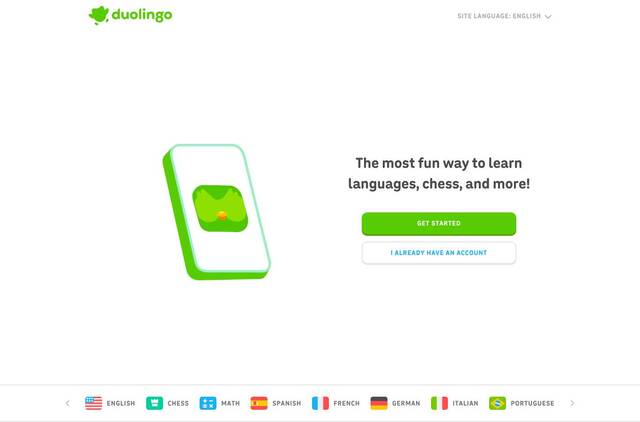 duolingo
SITE LANGUAGE: ENGLISH
The most fun way to learn
languages, chess, and more!
GET STARTED
I ALREADY HAVE AN ACCOUNT
ENGLISH CHESS MATH SPANISH FRENCH GERMAN ITALIAN PORTUGUESE